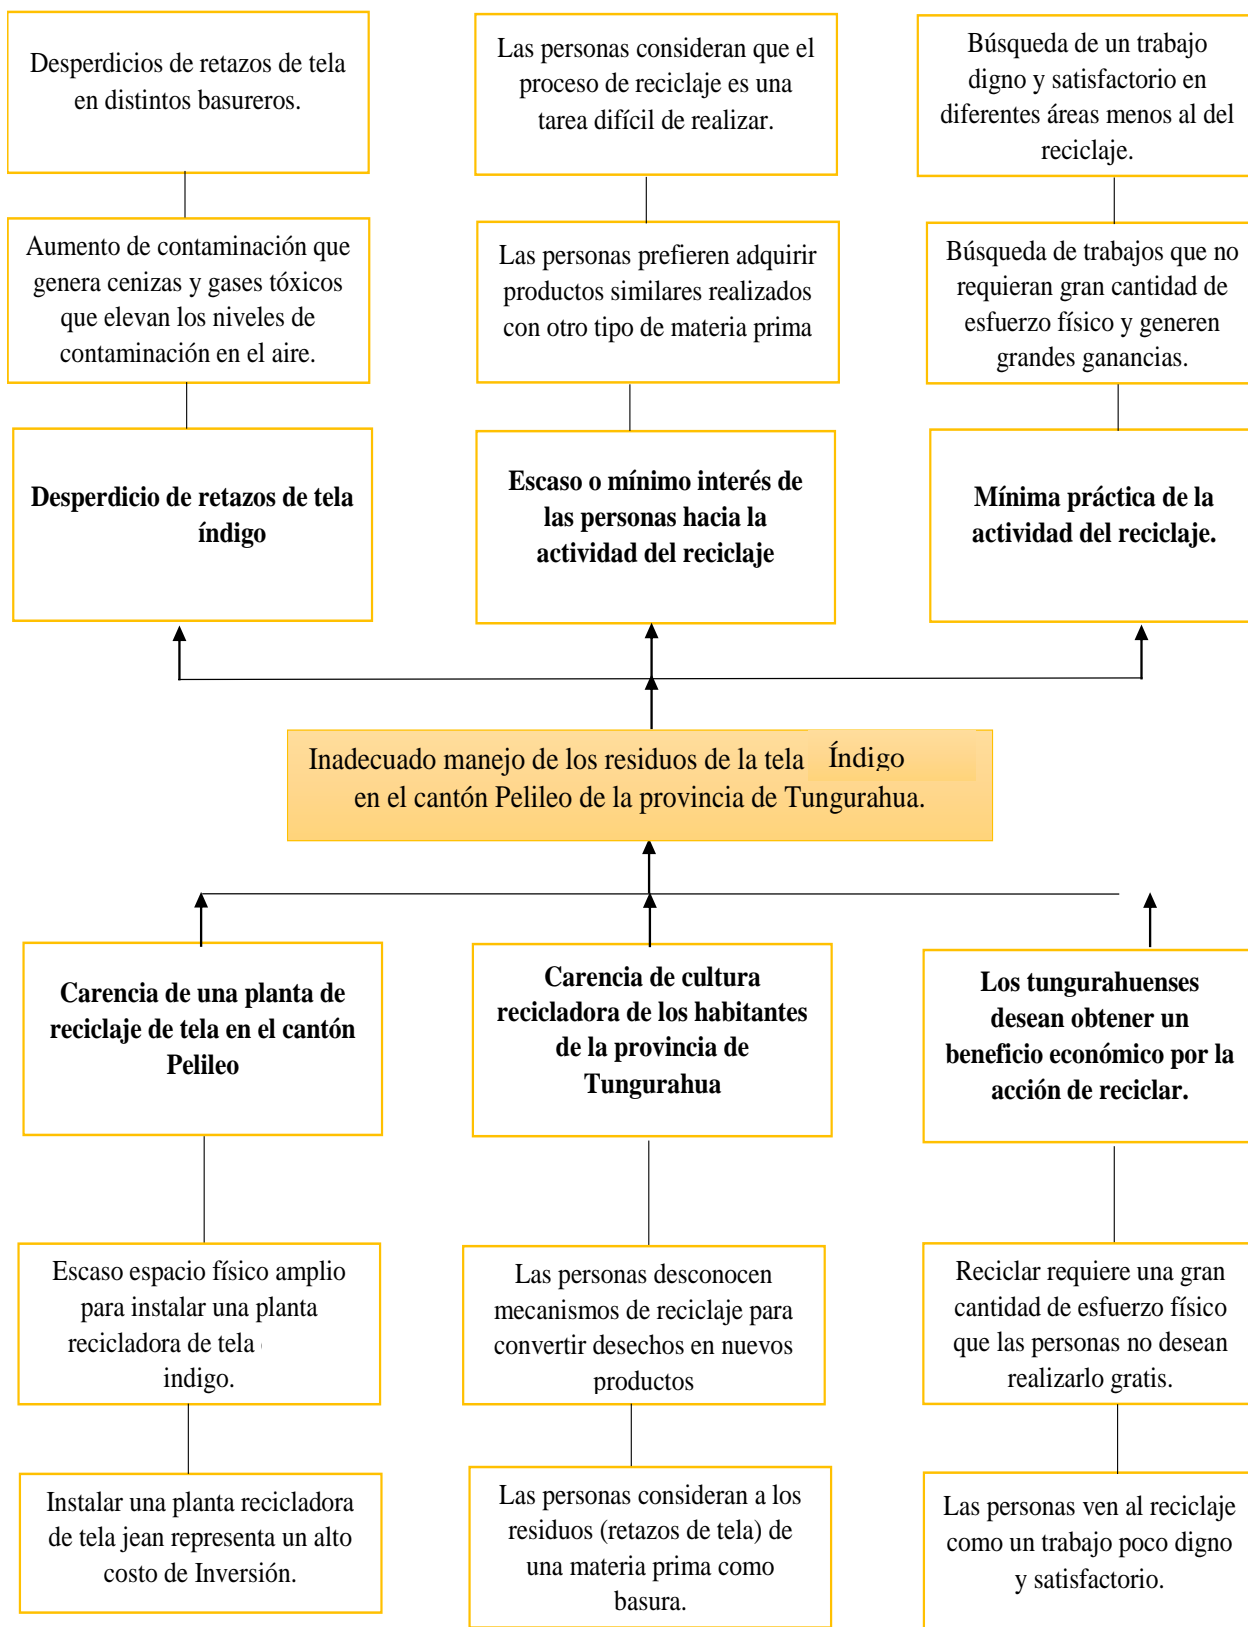 Desperdicios de retazos de tela
en distintos basureros.
Las personas consideran que el
proceso de reciclaje es una
tarea difícil de realizar.
Búsqueda de un trabajo
digno y satisfactorio en
diferentes áreas menos al del
reciclaje.
Aumento de contaminación que
genera cenizas y gases tóxicos
que elevan los niveles de
contaminación en el aire.
Las personas prefieren adquirir
productos similares realizados
con otro tipo de materia prima
Búsqueda de trabajos que no
requieran gran cantidad de
esfuerzo físico y generen
grandes ganancias.
Desperdicio de retazos de tela
índigo
Escaso o mínimo interés de
las personas hacia la
actividad del reciclaje
Mínima práctica de la
actividad del reciclaje.
Inadecuado manejo de los residuos de la tela Índigo
en el cantón Pelileo de la provincia de Tungurahua.
Carencia de una planta de
reciclaje de tela en el cantón
Pelileo
Carencia de cultura
recicladora de los habitantes
de la provincia de
Tungurahua
Los tungurahuenses
desean obtener un
beneficio económico por la
acción de reciclar.
Escaso espacio físico amplio
para instalar una planta
recicladora de tela
indigo.
Las personas desconocen
mecanismos de reciclaje para
convertir desechos en nuevos
productos
Reciclar requiere una gran
cantidad de esfuerzo físico
que las personas no desean
realizarlo gratis.
Instalar una planta recicladora
de tela jean representa un alto
costo de Inversión.
Las personas consideran a los
residuos (retazos de tela) de
una materia prima como
basura.
Las personas ven al reciclaje
como un trabajo poco digno
y satisfactorio.